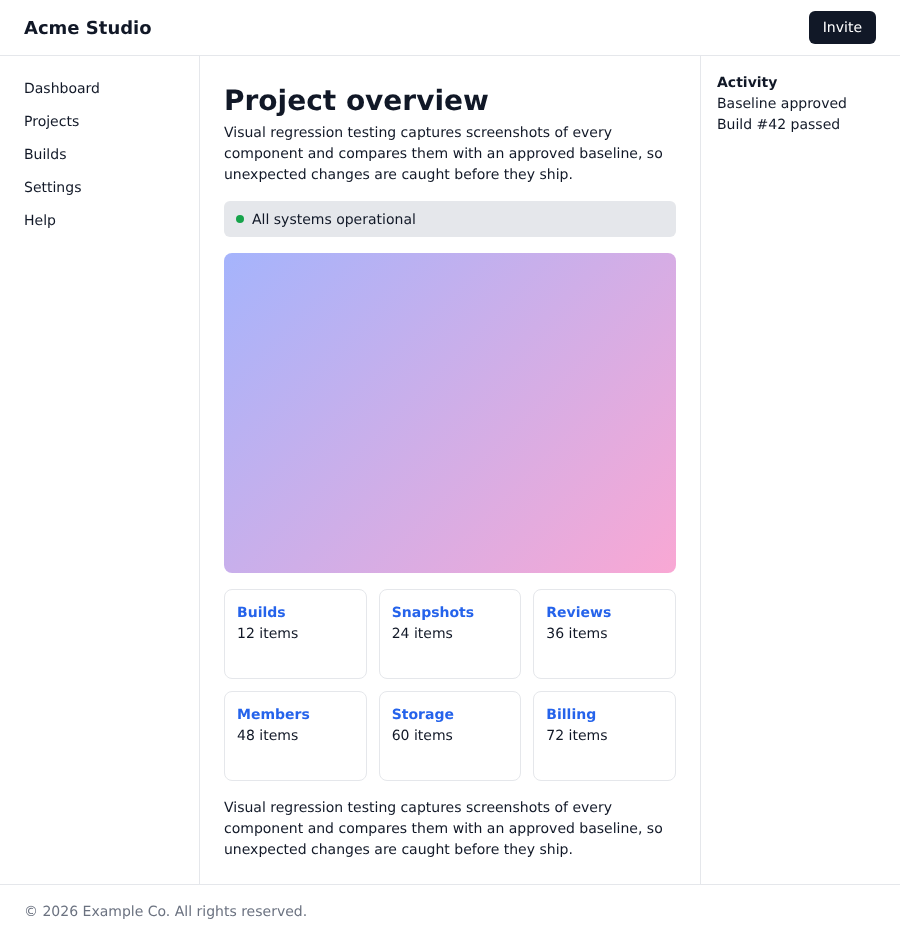 Acme Studio
Invite
Dashboard
Projects
Builds
Settings
Help
Project overview
Visual regression testing captures screenshots of every
component and compares them with an approved baseline, so
unexpected changes are caught before they ship.
All systems operational
Builds
12 items
Snapshots
24 items
Reviews
36 items
Members
48 items
Storage
60 items
Billing
72 items
Visual regression testing captures screenshots of every
component and compares them with an approved baseline, so
unexpected changes are caught before they ship.
Activity
Baseline approved
Build #42 passed
© 2026 Example Co. All rights reserved.